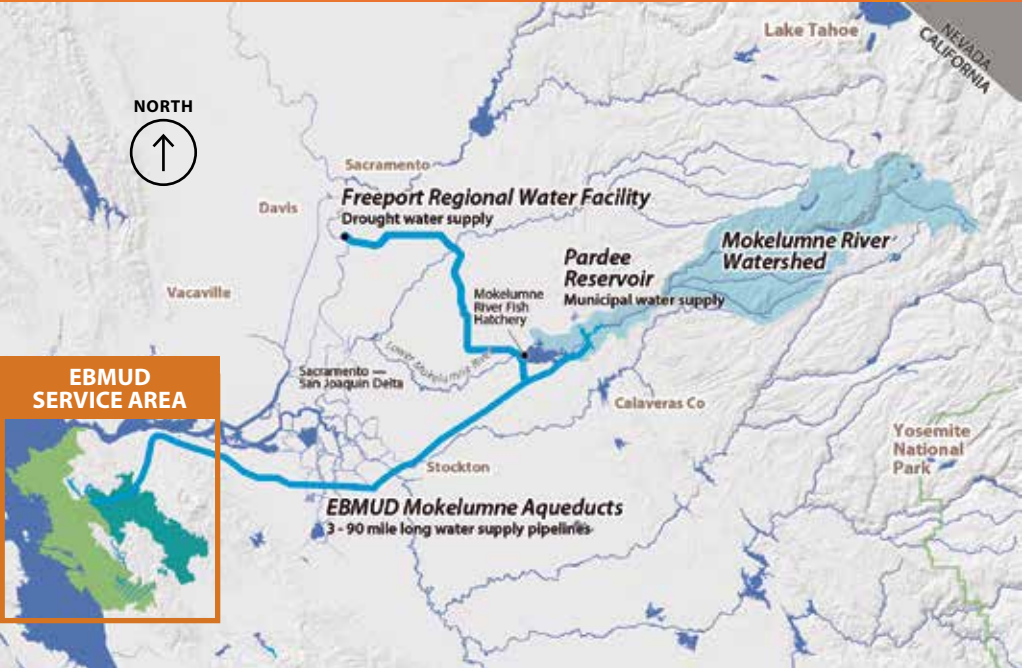 Lake Tahoe
NEVADA
CALIFORNIA
NORTH
Sacramento
Freeport Regional Water Facility
Drought water supply
Davis
Mokelumne River
Watershed
Pardee
Reservoir
Municipal water supply
Vacaville
Mokelumne
River Fish
Hatchery
Lower Mokelumne River
Sacramento —
San Joaquin Delta
EBMUD
SERVICE AREA
Calaveras Co
Yosemite
National
Park
Stockton
EBMUD Mokelumne Aqueducts
3 - 90 mile long water supply pipelines